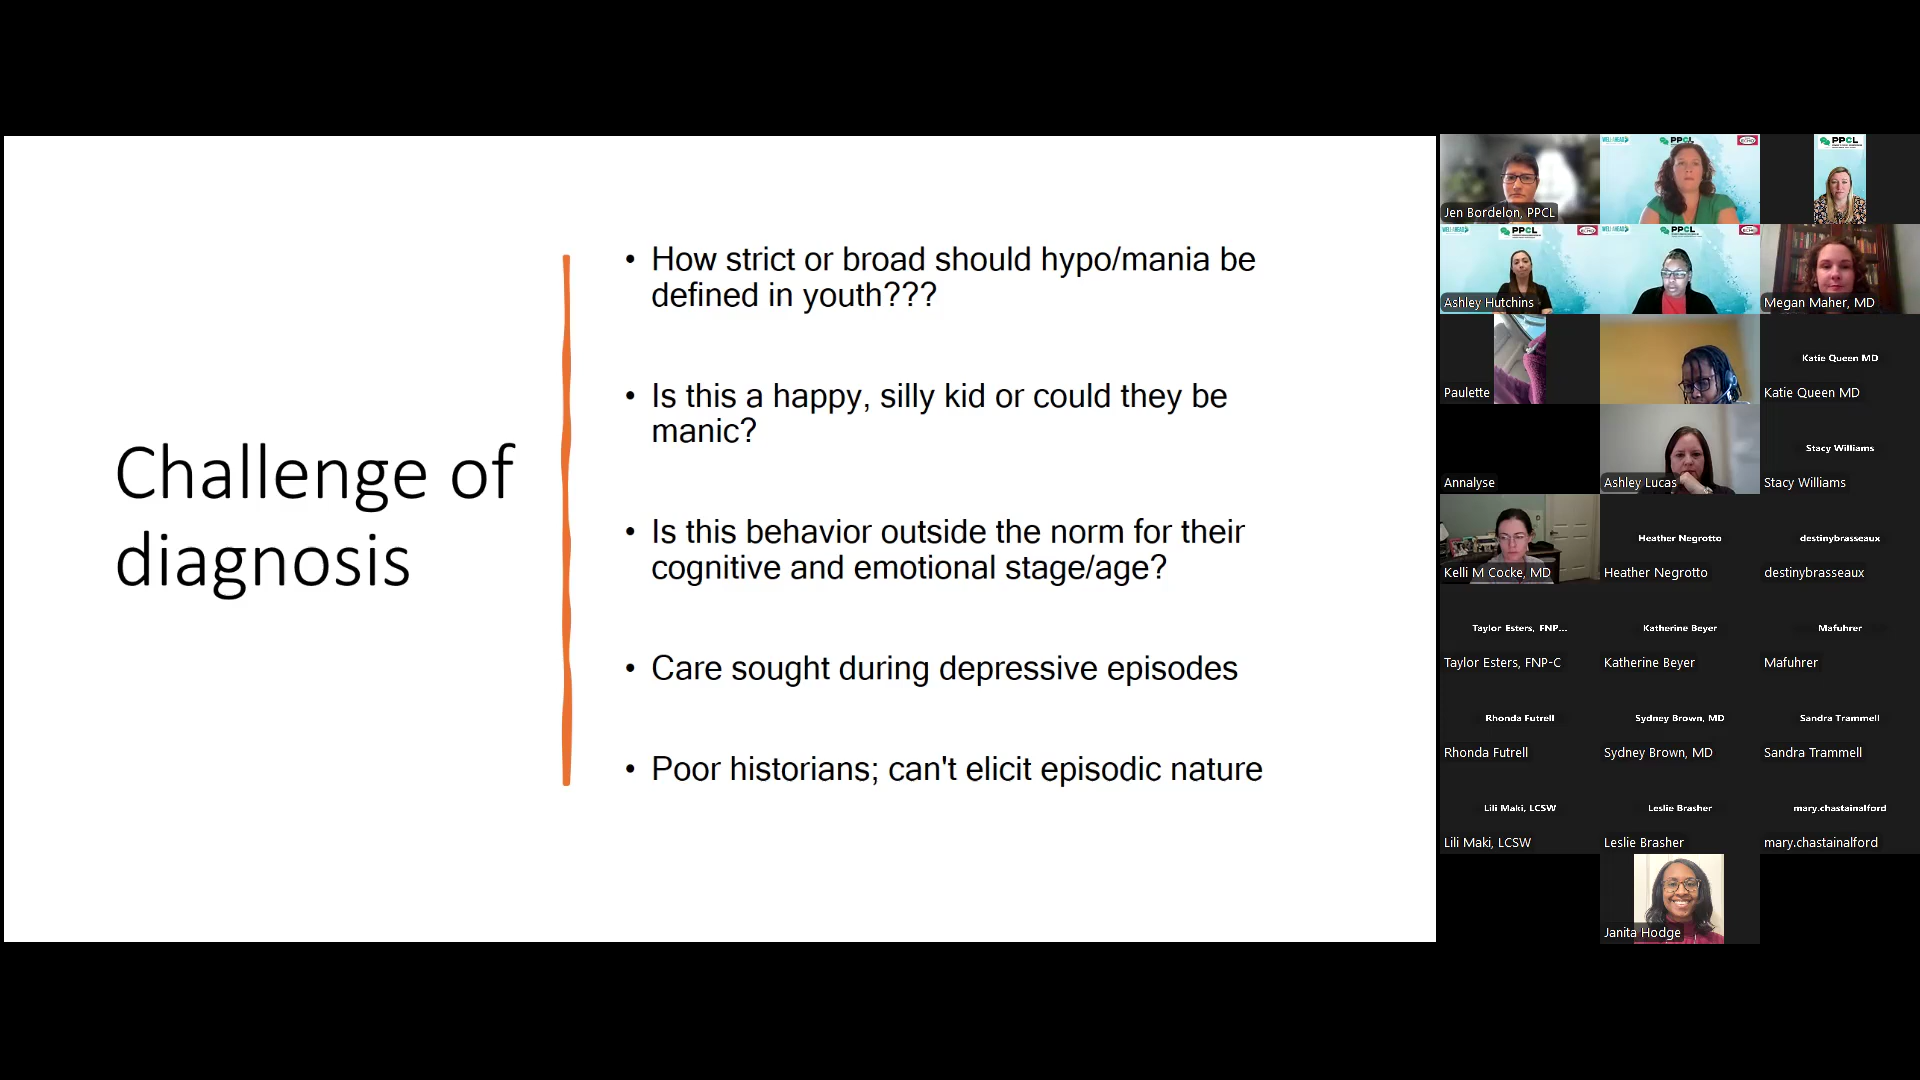 Challenge of
diagnosis
• How strict or broad should hypo/mania be
defined in youth???
• Is this a happy, silly kid or could they be
manic?
• Is this behavior outside the norm for their
cognitive and emotional stage/age?
• Care sought during depressive episodes
• Poor historians; can't elicit episodic nature
Jen Bordelon, PPCL
PPCL
PPCL
PPCL
PPCL
Ashley Hutchins
Megan Maher, MD
Paulette
Katie Queen MD
Katie Queen MD
Annalyse
Ashley Lucas
Stacy Williams
Stacy Williams
Kelli M Cocke, MD
Heather Negrotto
Heather Negrotto
destinybrasseaux
destinybrasseaux
Taylor Esters, FNP...
Taylor Esters, FNP-C
Katherine Beyer
Katherine Beyer
Mafuhrer
Mafuhrer
Rhonda Futrell
Rhonda Futrell
Sydney Brown, MD
Sydney Brown, MD
Sandra Trammell
Sandra Trammell
Lili Maki, LCSW
Lili Maki, LCSW
Leslie Brasher
Leslie Brasher
mary.chastainalford
mary.chastainalford
Janita Hodge